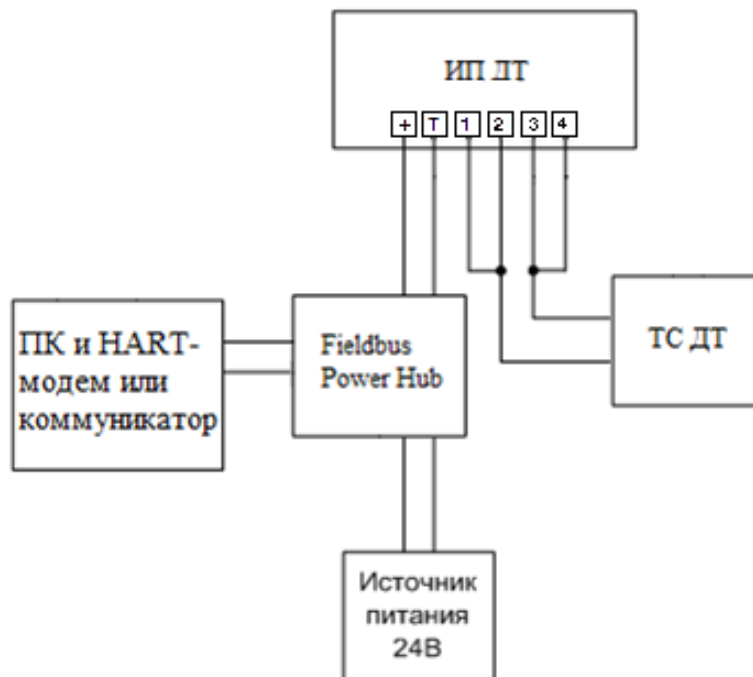 ИП ДТ
+ T 1 2 3 4
ПК и HART-
модем или
коммуникатор
Fieldbus
Power Hub
ТС ДТ
Источник
питания
24В